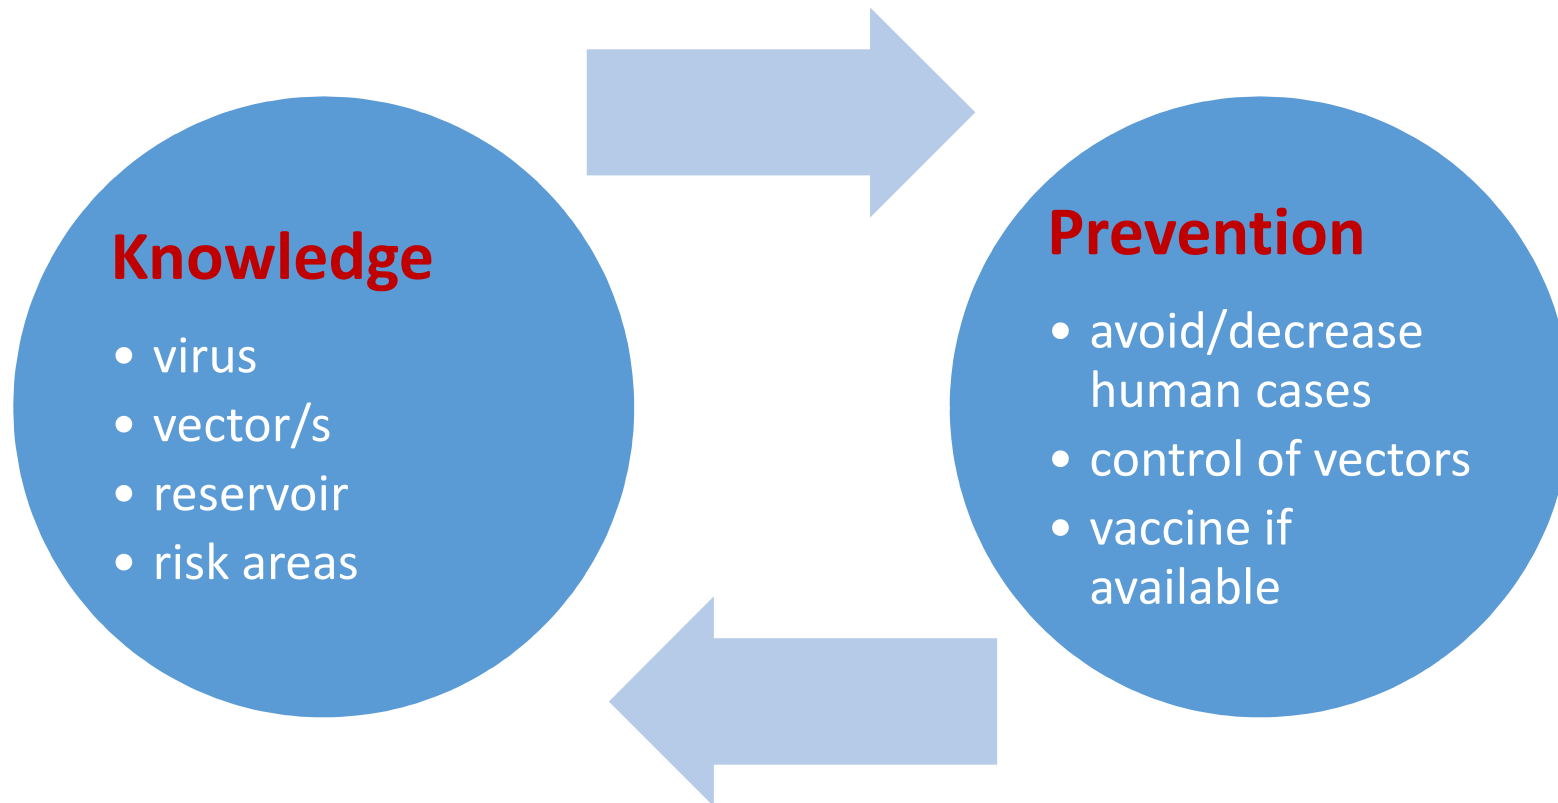 Knowledge
• virus
• vector/s
• reservoir
• risk areas
Prevention
• avoid/decrease
human cases
• control of vectors
• vaccine if
available